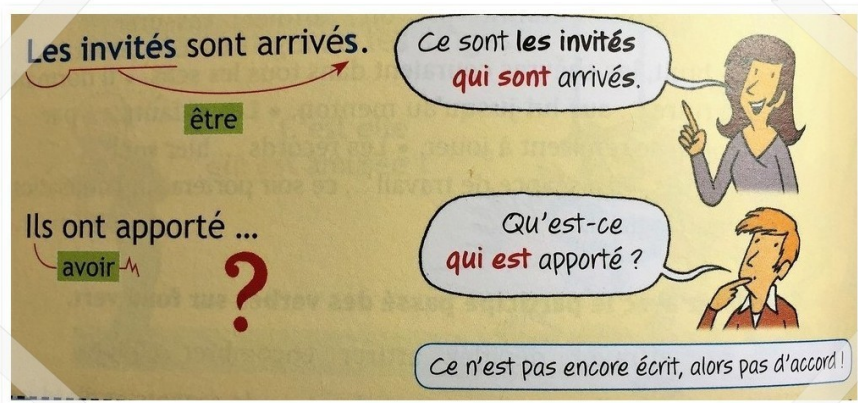 Les invités sont arrivés.
être
Ce sont les invités
qui sont arrivés.
Ils ont apporté ...
avoir
?
Qu'est-ce
qui est apporté ?
Ce n'est pas encore écrit, alors pas d'accord !